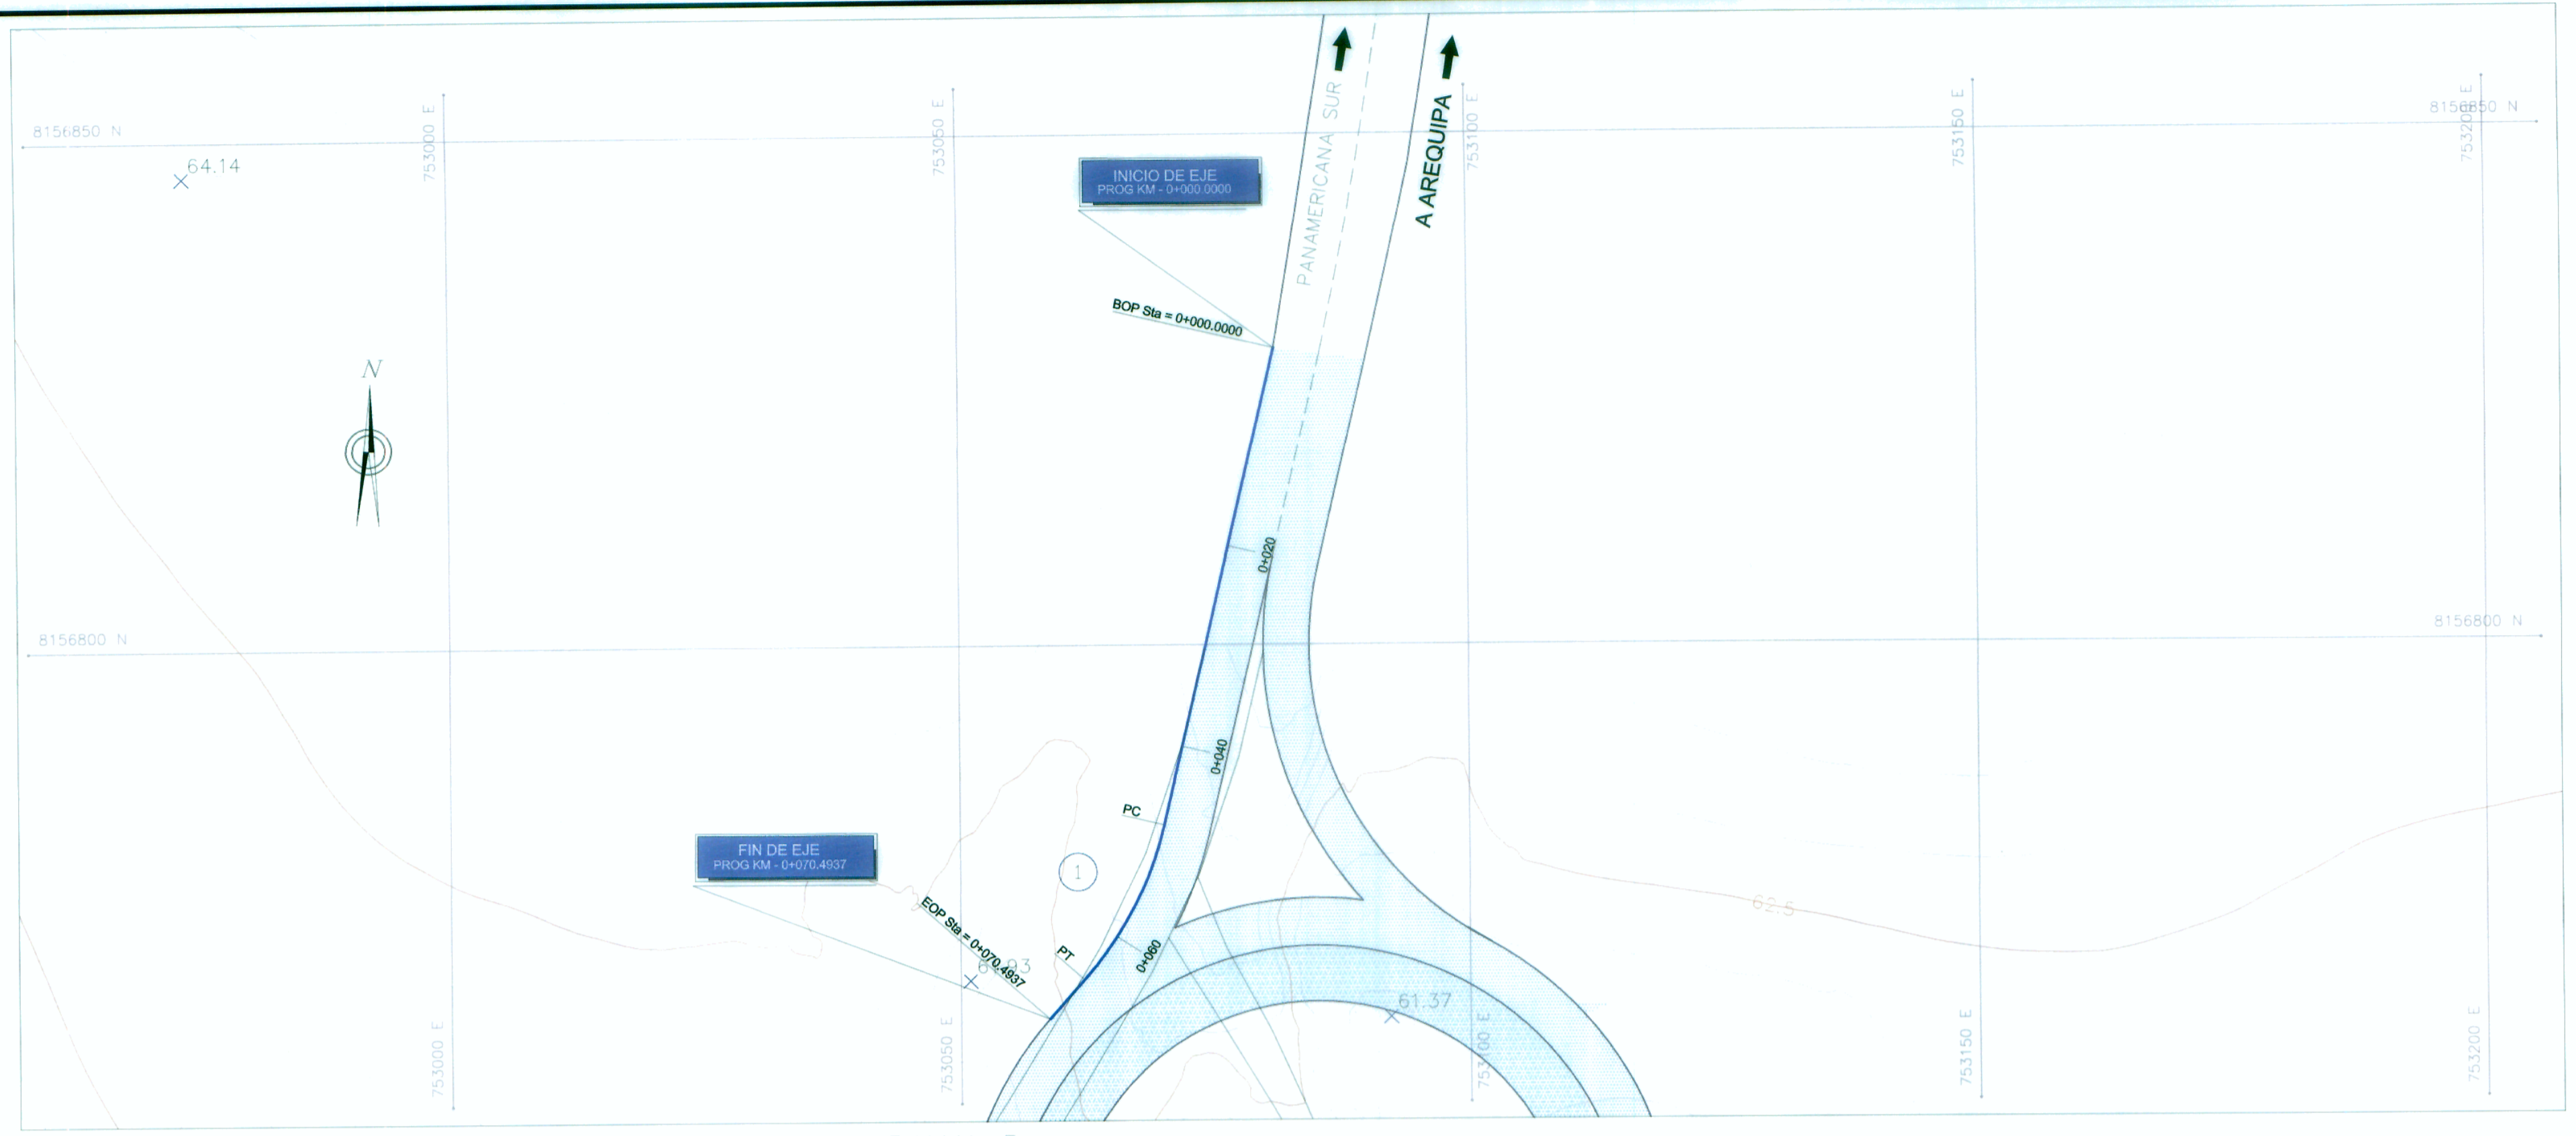 PANAMERICANA SUR
A AREQUIPA
8156850 N
753000 E
753050 E
753100 E
753150 E
753200 E
8156850 N
64.14
INICIO DE EJE
PROG KM - 0+000.0000
BOP Sta = 0+000.0000
N
0+020
8156800 N
8156800 N
0+040
PC
FIN DE EJE
PROG KM - 0+070.4937
1
EOP Sta = 0+070.4937
PT
0+060
62.5
61.37
753000 E
753050 E
753100 E
753150 E
753200 E